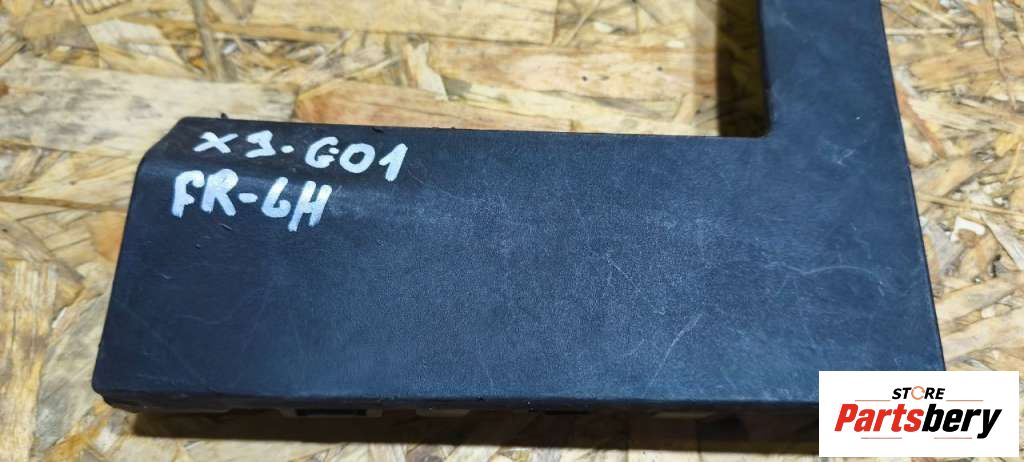 X3-G01
FR-LH
STORE
Partsbery